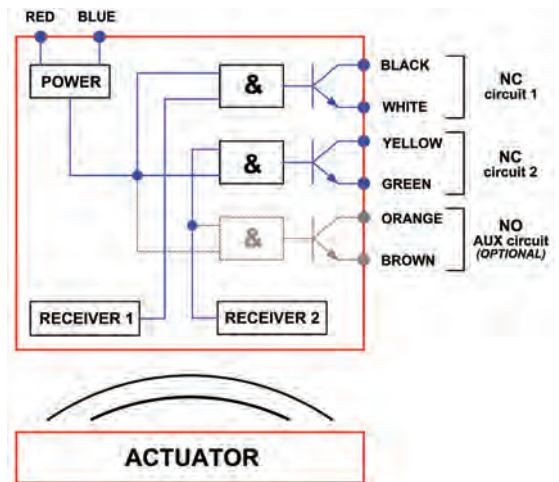 RED BLUE
POWER
& BLACK
WHITE
NC
circuit 1
& YELLOW
GREEN
NC
circuit 2
& ORANGE
BROWN
NO
AUX circuit
(OPTIONAL)
RECEIVER 1 RECEIVER 2
ACTUATOR